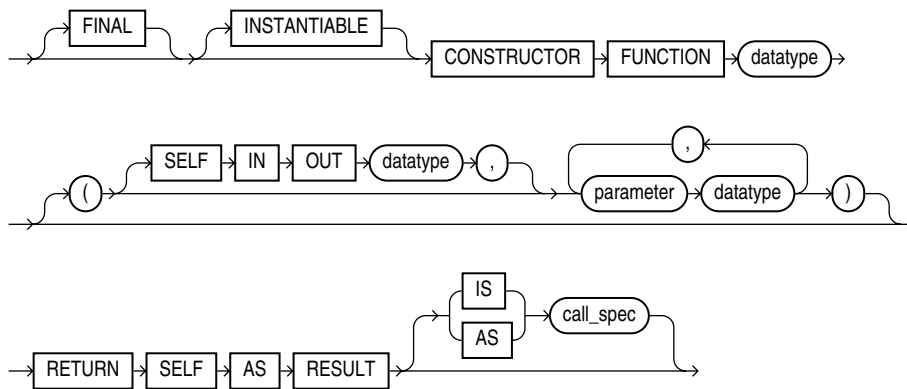 FINAL INSTANTIABLE
CONSTRUCTOR FUNCTION datatype
,
SELF IN OUT datatype ,
( parameter datatype )
IS
AS call_spec
RETURN SELF AS RESULT